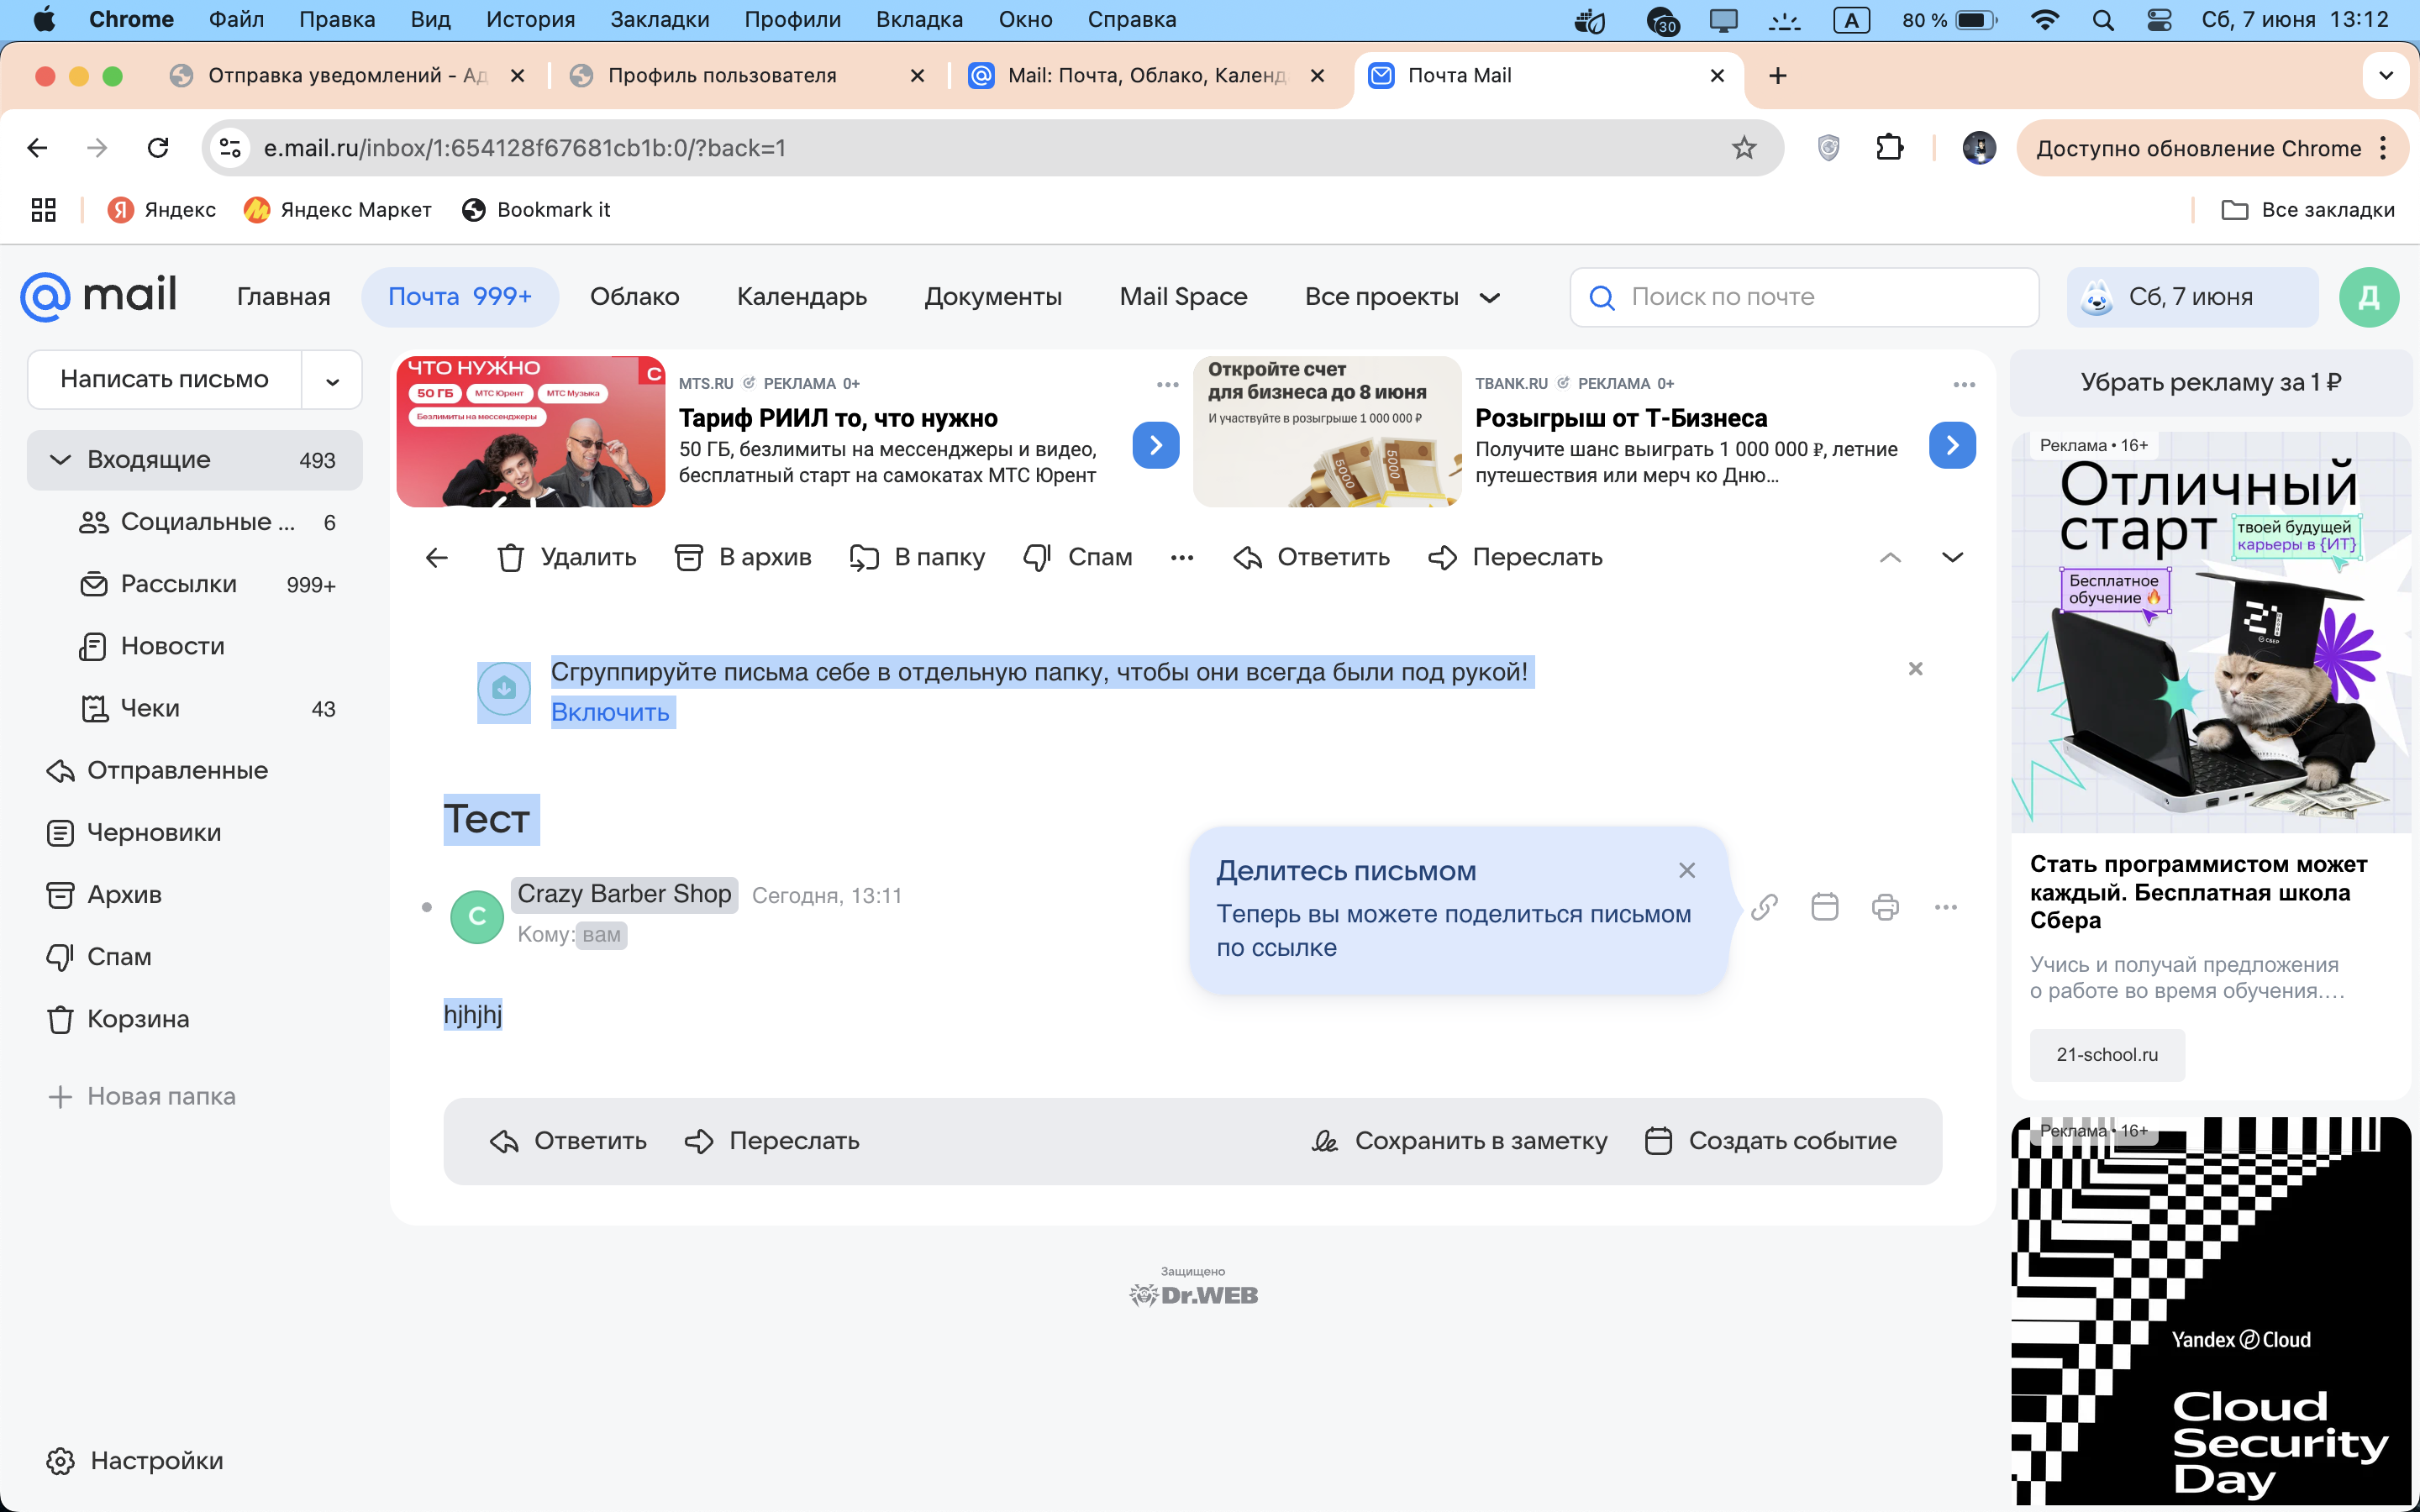 Chrome Файл Правка Вид История Закладки Профили Вкладка Окно Справка
30 A 80 % Сб, 7 июня 13:12
Отправка уведомлений - Ад
Профиль пользователя
Mail: Почта, Облако, Календ
Почта Mail
e.mail.ru/inbox/1:654128f67681cb1b:0/?back=1
Доступно обновление Chrome
Яндекс
Яндекс Маркет
Bookmark it
Все закладки
mail
Главная
Почта 999+
Облако
Календарь
Документы
Mail Space
Все проекты
Поиск по почте
Сб, 7 июня
Д
Написать письмо
Входящие 493
Социальные ... 6
Рассылки 999+
Новости
Чеки 43
Отправленные
Черновики
Архив
Спам
Корзина
Новая папка
Настройки
ЧТО НУЖНО
50 ГБ
МТС Юрент
МТС Музыка
Безлимиты на мессенджеры
MTS.RU РЕКЛАМА 0+
Тариф РИИЛ то, что нужно
50 ГБ, безлимиты на мессенджеры и видео,
бесплатный старт на самокатах МТС Юрент
Откройте счет
для бизнеса до 8 июня
И участвуйте в розыгрыше 1 000 000 ₽
5000
5000
TBANK.RU РЕКЛАМА 0+
Розыгрыш от Т-Бизнеса
Получите шанс выиграть 1 000 000 ₽, летние
путешествия или мерч ко Дню...
Удалить
В архив
В папку
Спам
Ответить
Переслать
Сгруппируйте письма себе в отдельную папку, чтобы они всегда были под рукой!
Включить
Тест
С
Crazy Barber Shop Сегодня, 13:11
Кому: вам
Делитесь письмом
Теперь вы можете поделиться письмом
по ссылке
hjhjhj
Ответить
Переслать
Сохранить в заметку
Создать событие
Защищено
Dr.WEB
Убрать рекламу за 1 ₽
Реклама • 16+
Отличный
старт
твоей будущей
карьеры в {ИТ}
Бесплатное
обучение 🔥
21
СБЕР
Стать программистом может
каждый. Бесплатная школа
Сбера
Учись и получай предложения
о работе во время обучения....
21-school.ru
Реклама • 16+
Yandex Cloud
Cloud
Security
Day